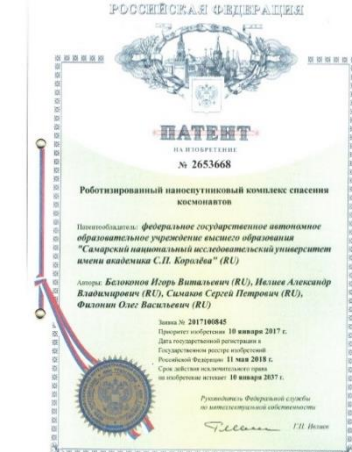 РОССИЙСКАЯ ФЕДЕРАЦИЯ
ПАТЕНТ
НА ИЗОБРЕТЕНИЕ
№ 2653668
Роботизированный наноспутниковый комплекс спасения
космонавтов
Патентообладатель: федеральное государственное автономное
образовательное учреждение высшего образования
"Самарский национальный исследовательский университет
имени академика С.П. Королёва" (RU)
Авторы: Белоконов Игорь Витальевич (RU), Ивлиев Александр
Владимирович (RU), Симаков Сергей Петрович (RU),
Филонин Олег Васильевич (RU)
Заявка № 2017100845
Приоритет изобретения 10 января 2017 г.
Дата государственной регистрации в
Государственном реестре изобретений
Российской Федерации 11 мая 2018 г.
Срок действия исключительного права
на изобретение истекает 10 января 2037 г.
Руководитель Федеральной службы
по интеллектуальной собственности
Г.П. Ивлиев